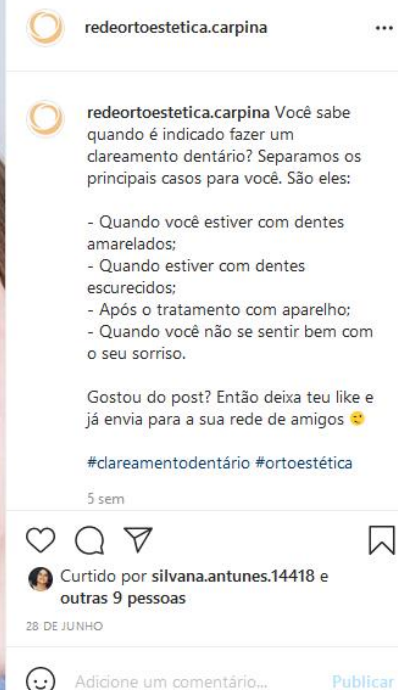 redeortoestetica.carpina
redeortoestetica.carpina Você sabe
quando é indicado fazer um
clareamento dentário? Separamos os
principais casos para você. São eles:
- Quando você estiver com dentes
amarelados;
- Quando estiver com dentes
escurecidos;
- Após o tratamento com aparelho;
- Quando você não se sentir bem com
o seu sorriso.
Gostou do post? Então deixa teu like e
já envia para a sua rede de amigos
#clareamentodentário #ortoestética
5 sem
Curtido por silvana.antunes.14418 e
outras 9 pessoas
28 DE JUNHO
Adicione um comentário... Publicar